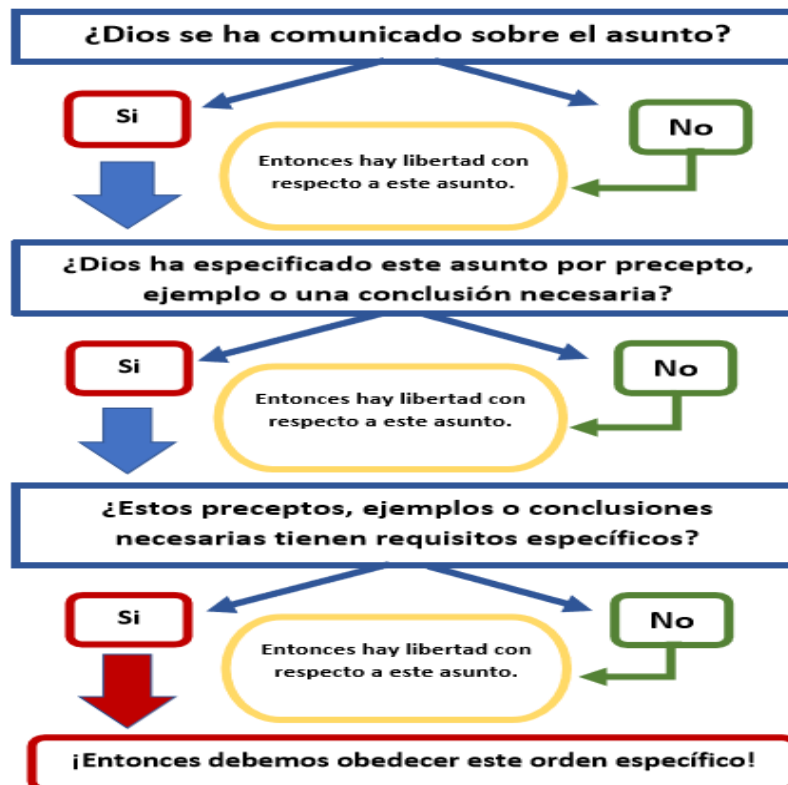 ¿Dios se ha comunicado sobre el asunto?
Si
No
Entonces hay libertad con
respecto a este asunto.
¿Dios ha especificado este asunto por precepto,
ejemplo o una conclusión necesaria?
Si
No
Entonces hay libertad con
respecto a este asunto.
¿Estos preceptos, ejemplos o conclusiones
necesarias tienen requisitos específicos?
Si
No
Entonces hay libertad con
respecto a este asunto.
¡Entonces debemos obedecer este orden específico!